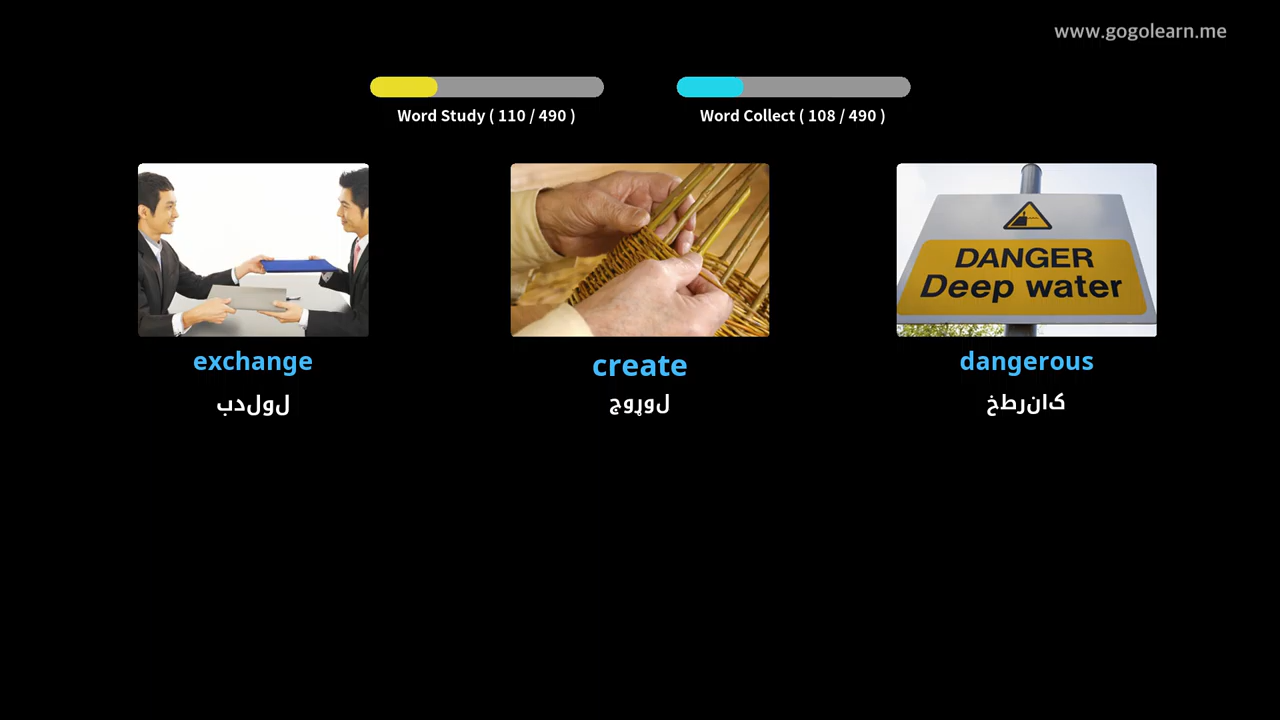 www.gogolearn.me
Word Study ( 110 / 490 )
Word Collect ( 108 / 490 )
DANGER
Deep water
exchange
create
dangerous
لولدب
لوړوج
کانرطخ